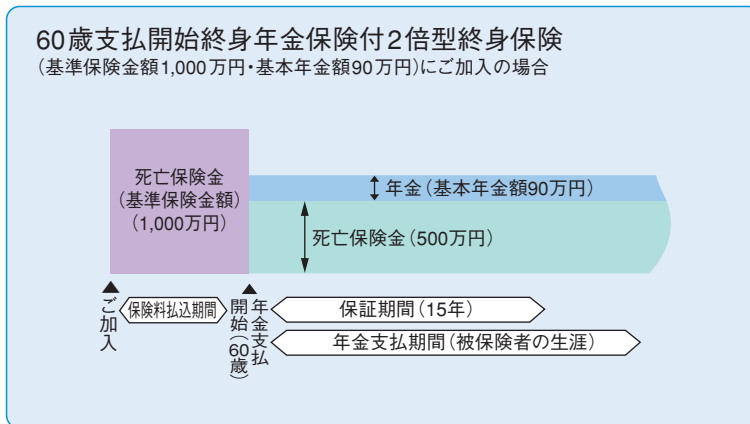 60歳支払開始終身年金保険付2倍型終身保険
(基準保険金額1,000万円・基本年金額90万円)にご加入の場合
死亡保険金
(基準保険金額)
(1,000万円)
年金(基本年金額90万円)
死亡保険金(500万円)
ご加入
保険料払込期間
年金支払
開始(60歳)
保証期間(15年)
年金支払期間(被保険者の生涯)